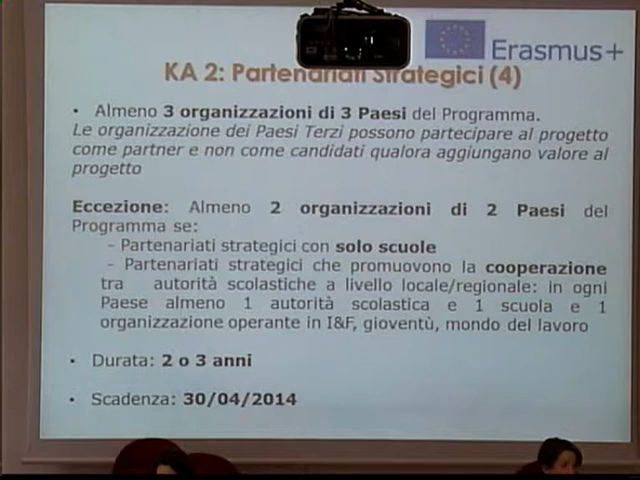 Erasmus+
KA 2: Partenariati Strategici (4)
• Almeno 3 organizzazioni di 3 Paesi del Programma.
Le organizzazione dei Paesi Terzi possono partecipare al progetto
come partner e non come candidati qualora aggiungano valore al
progetto
Eccezione: Almeno 2 organizzazioni di 2 Paesi del
Programma se:
- Partenariati strategici con solo scuole
- Partenariati strategici che promuovono la cooperazione
tra autorità scolastiche a livello locale/regionale: in ogni
Paese almeno 1 autorità scolastica e 1 scuola e 1
organizzazione operante in I&F, gioventù, mondo del lavoro
• Durata: 2 o 3 anni
• Scadenza: 30/04/2014